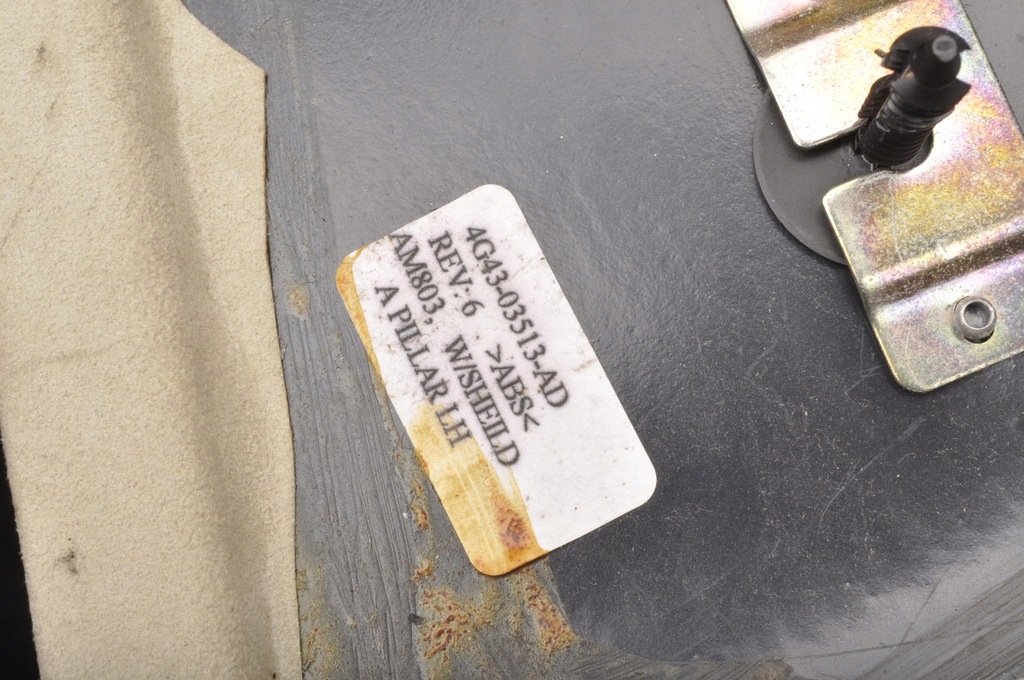 4G43-03513-AD
REV: 6 >ABS<
AM803, W/SHEILD
A PILLAR LH